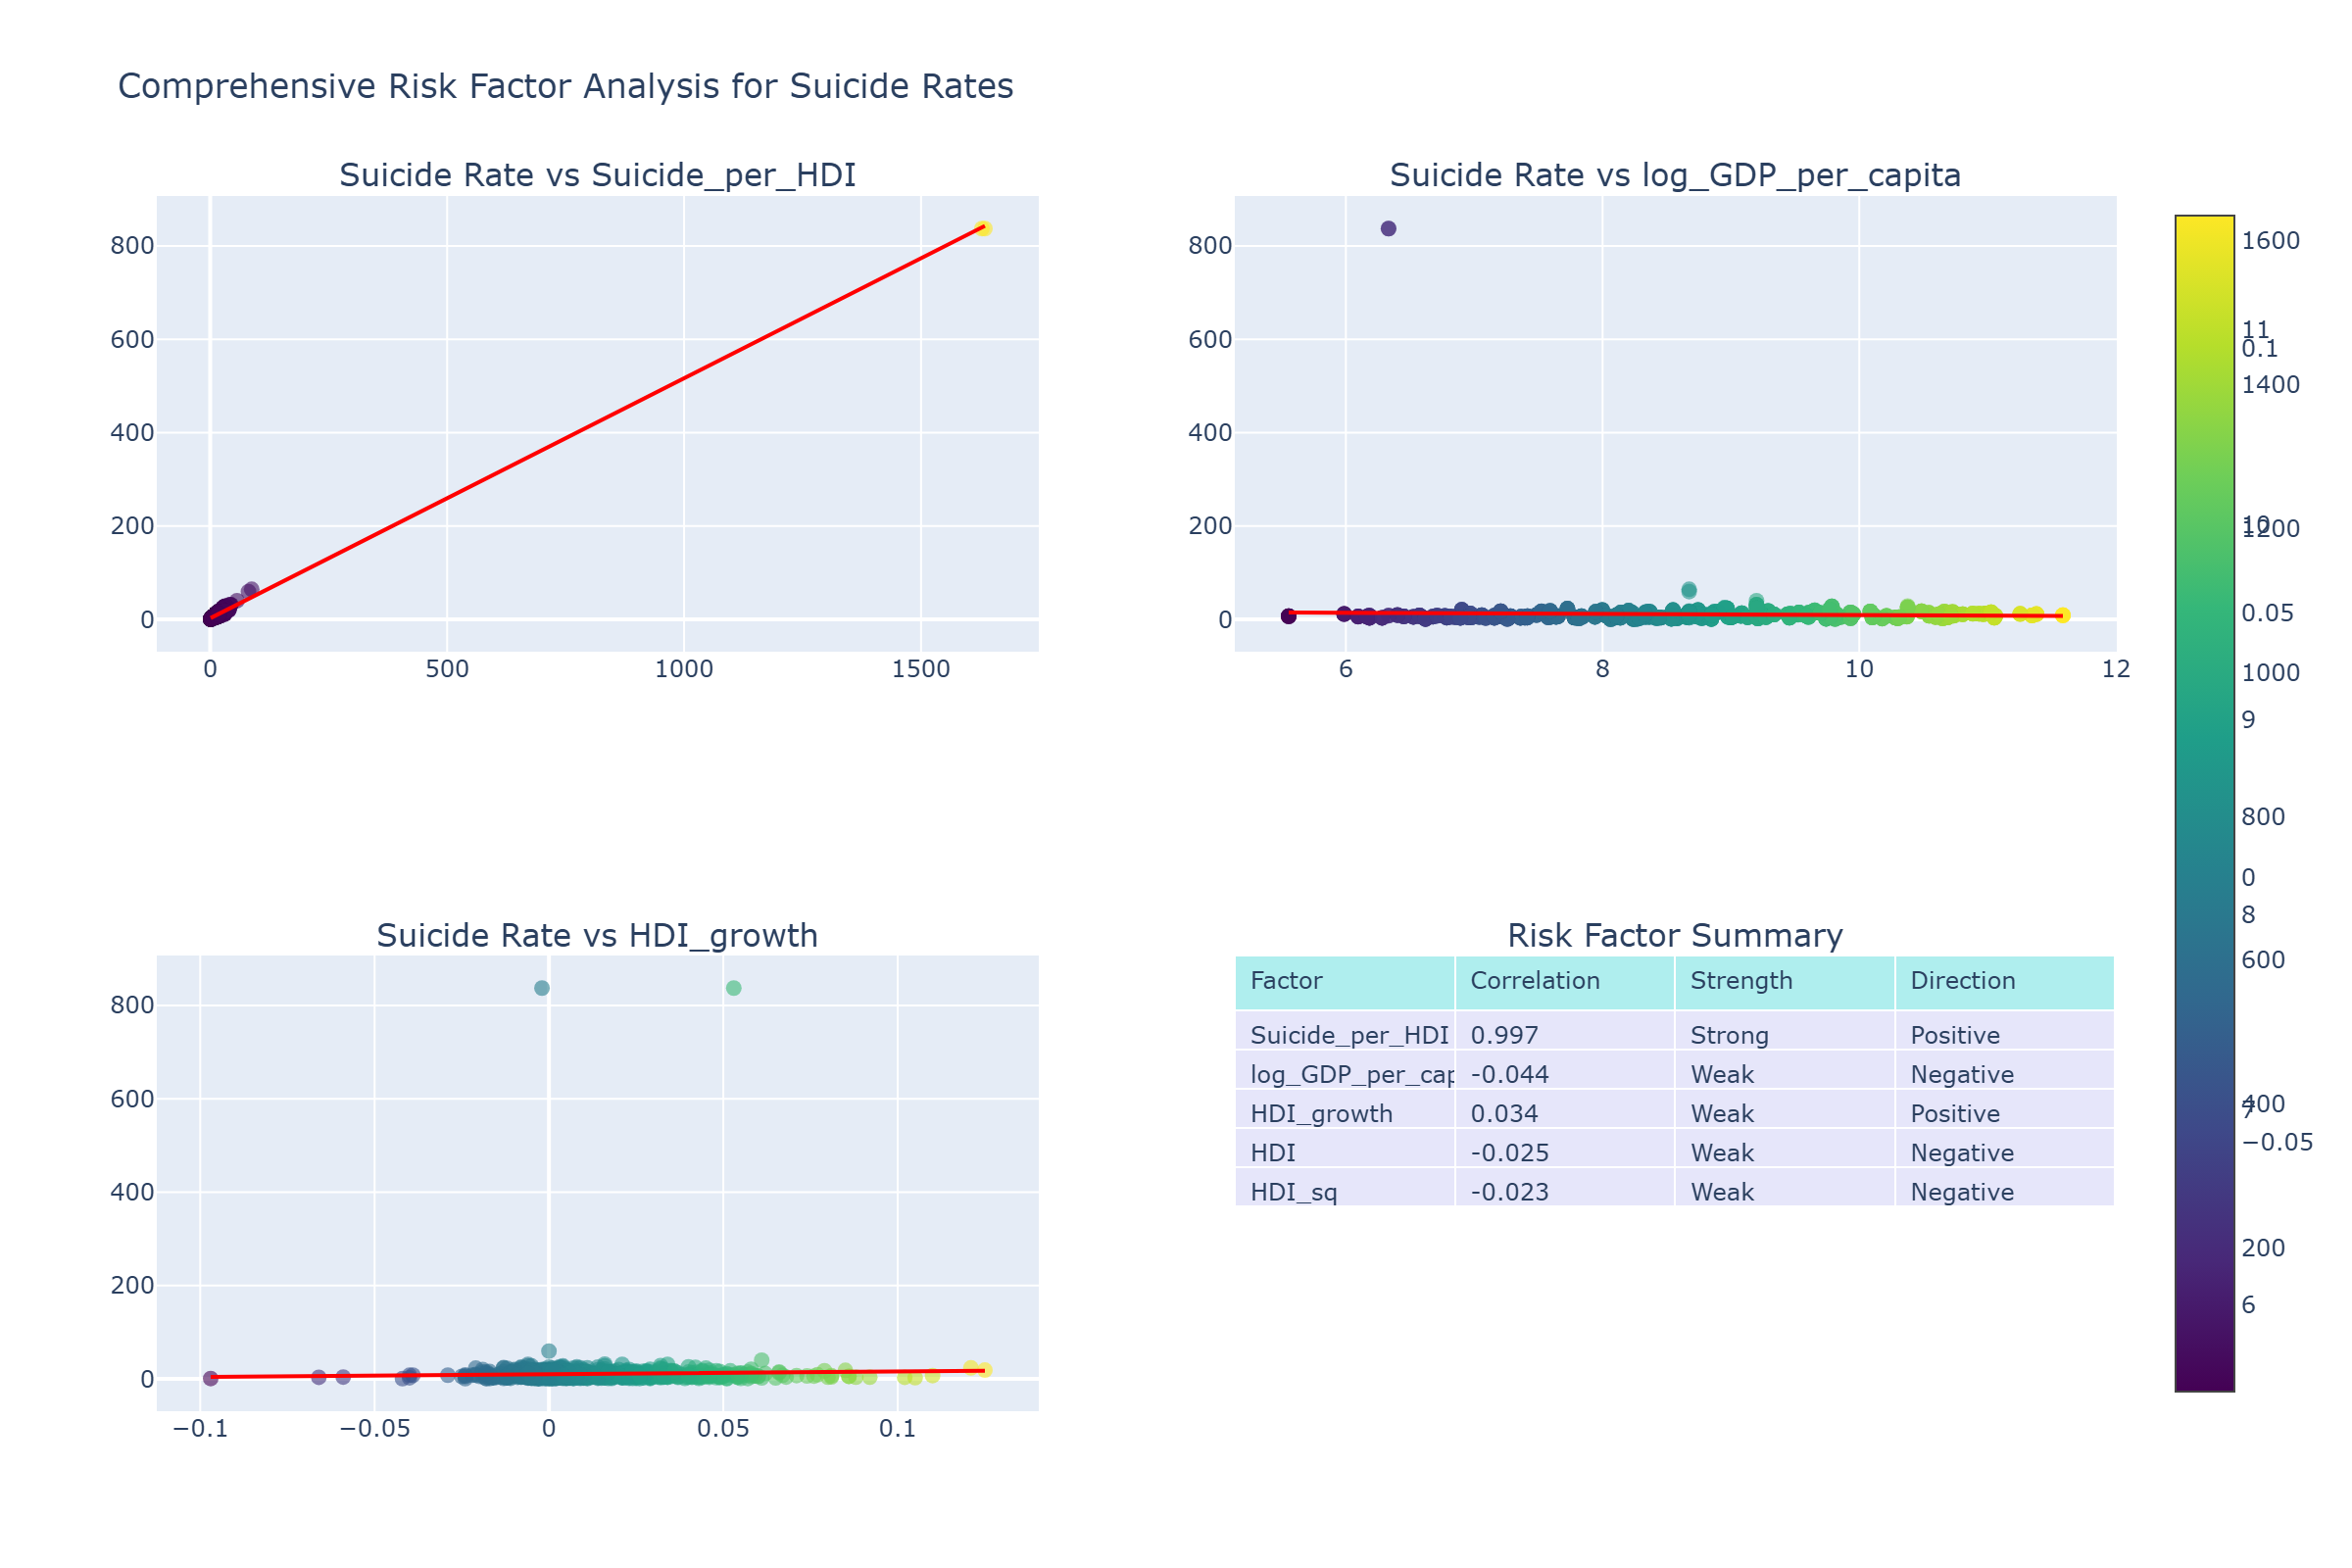 Comprehensive Risk Factor Analysis for Suicide Rates
Suicide Rate vs Suicide_per_HDI
800
600
400
200
0
0 500 1000 1500
Suicide Rate vs log_GDP_per_capita
800
600
400
200
0
6 8 10 12
Suicide Rate vs HDI_growth
800
600
400
200
0
−0.1 −0.05 0 0.05 0.1
Risk Factor Summary
Factor Correlation Strength Direction
Suicide_per_HDI 0.997 Strong Positive
log_GDP_per_cap -0.044 Weak Negative
HDI_growth 0.034 Weak Positive
HDI -0.025 Weak Negative
HDI_sq -0.023 Weak Negative
1600
11
0.1
1400
10
1200
0.05
1000
9
800
0
8
600
400
7
−0.05
200
6